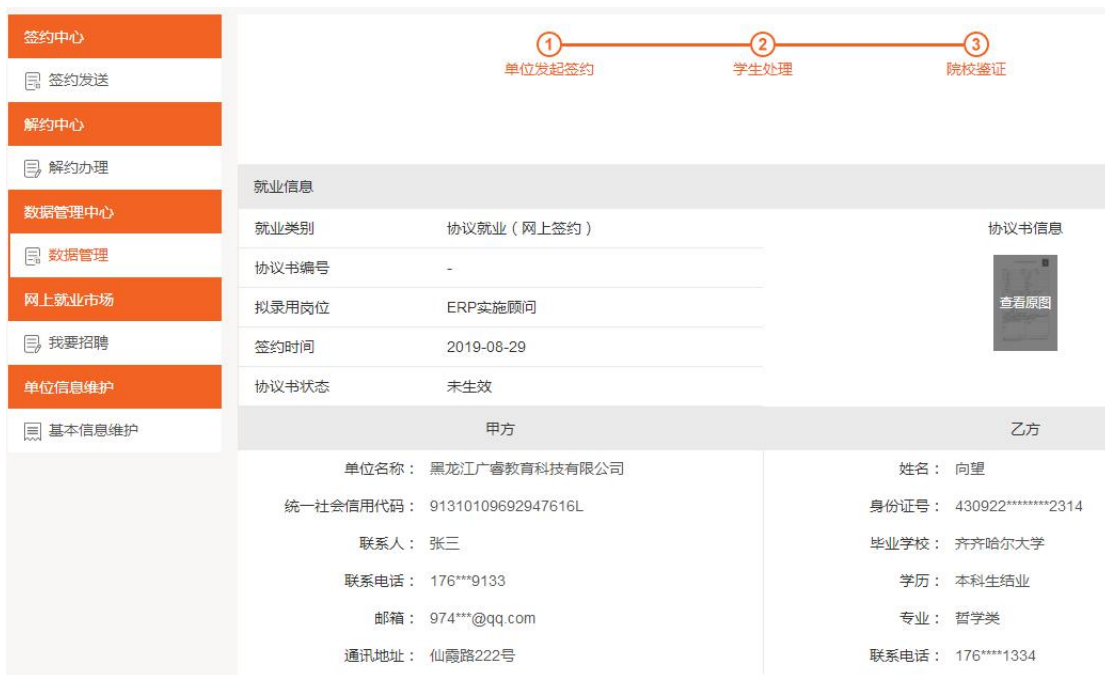 签约中心
签约发送
解约中心
解约办理
数据管理中心
数据管理
网上就业市场
我要招聘
单位信息维护
基本信息维护
1 2 3
单位发起签约 学生处理 院校鉴证
就业信息
就业类别 协议就业（网上签约） 协议书信息
协议书编号 -
拟录用岗位 ERP实施顾问 查看原图
签约时间 2019-08-29
协议书状态 未生效
甲方 乙方
单位名称： 黑龙江广睿教育科技有限公司 姓名： 向望
统一社会信用代码： 91310109692947616L 身份证号： 430922********2314
联系人： 张三 毕业学校： 齐齐哈尔大学
联系电话： 176***9133 学历： 本科生结业
邮箱： 974***@qq.com 专业： 哲学类
通讯地址： 仙霞路222号 联系电话： 176****1334